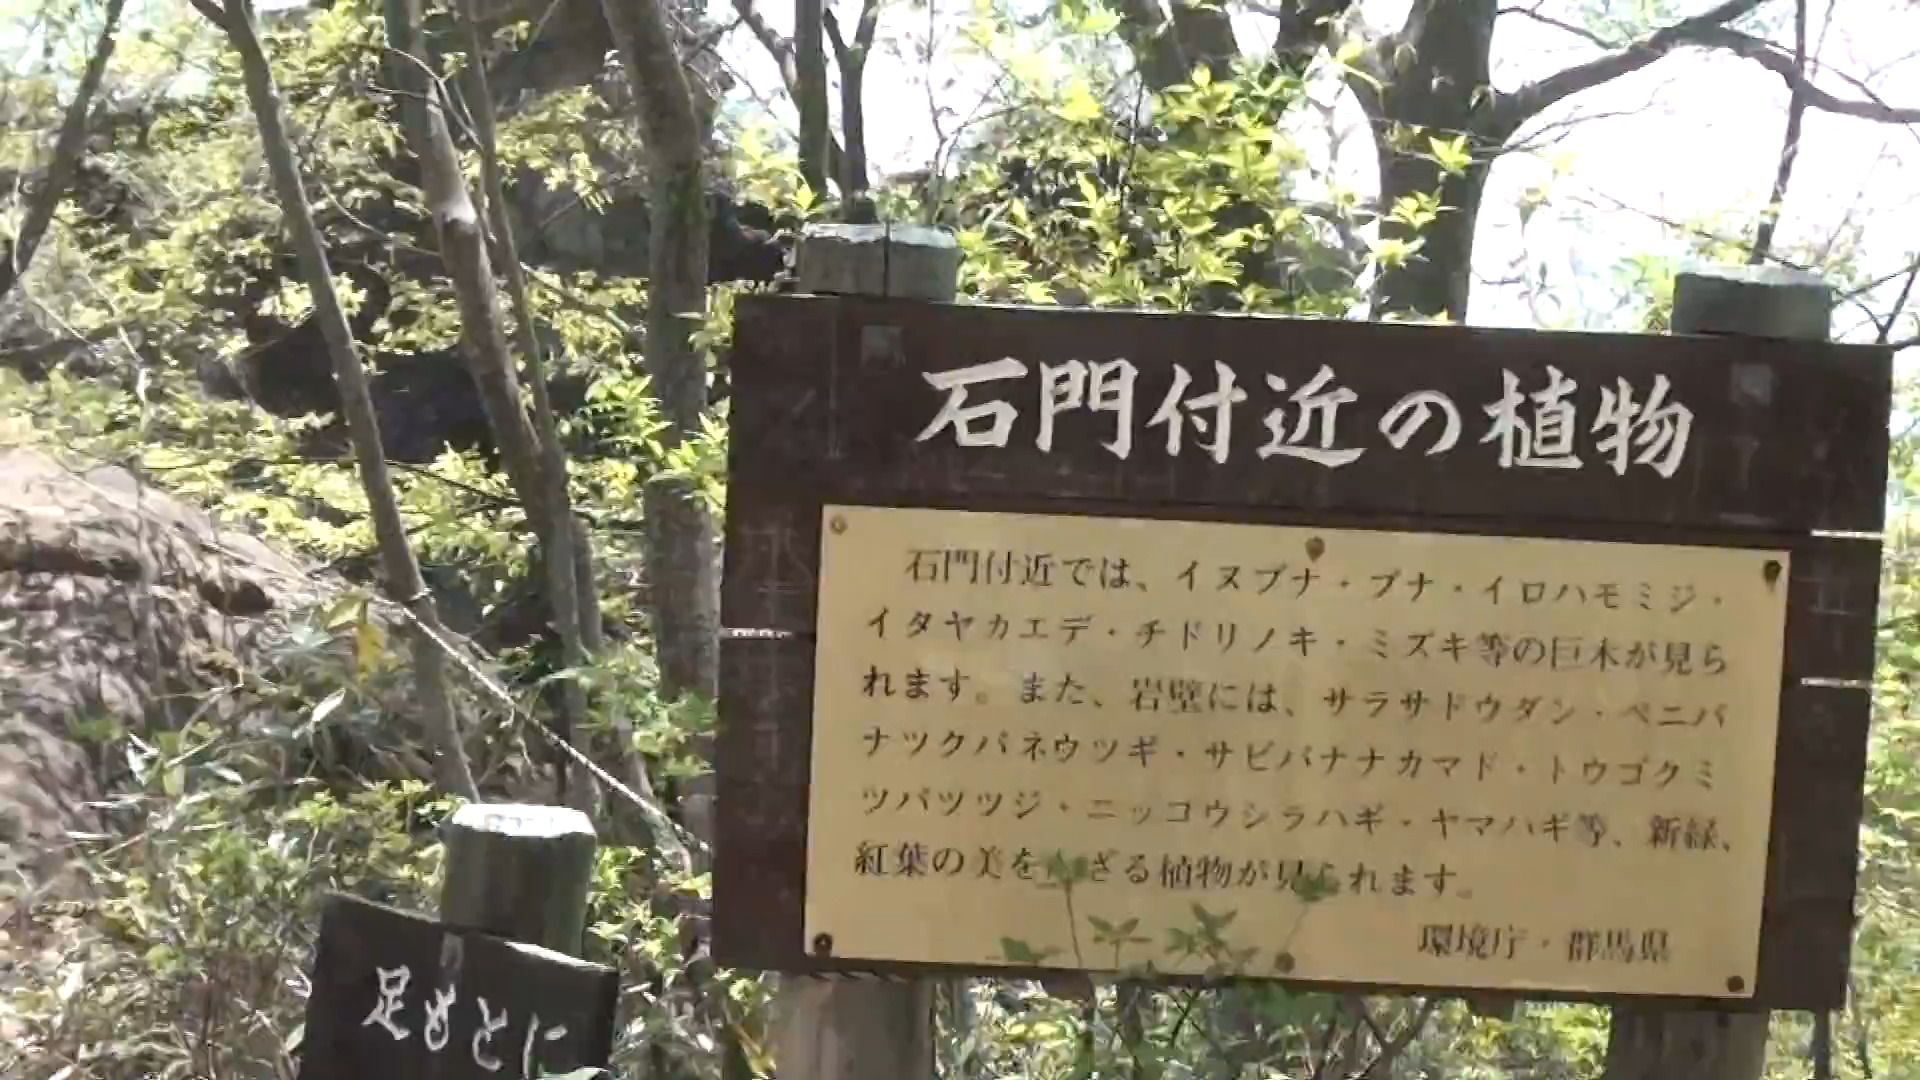 石門付近の植物
石門付近では、イヌブナ・ブナ・イロハモミジ・
イタヤカエデ・チドリノキ・ミズキ等の巨木が見ら
れます。また、岩壁には、サラサドウダン・ベニバ
ナツクバネウツギ・サビバナナカマド・トウゴクミ
ツバツツジ・ニッコウシラハギ・ヤマハギ等、新緑、
紅葉の美を ざる植物が見られます。
環境庁・群馬県
足もとに